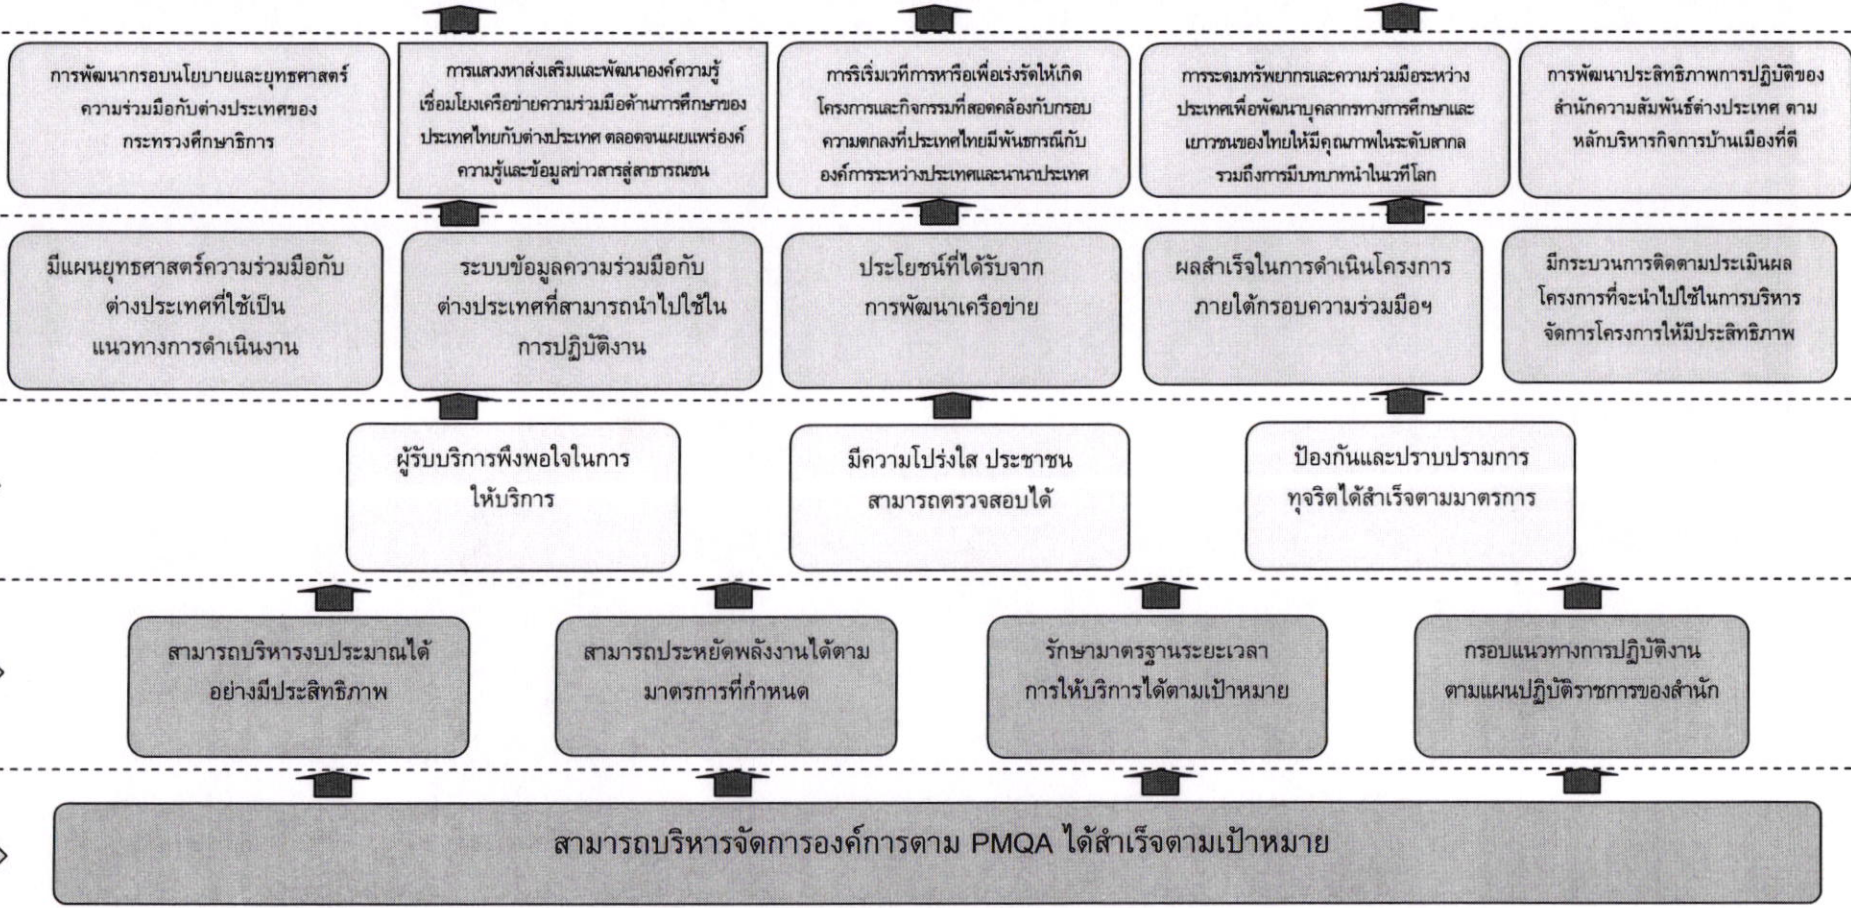 การพัฒนากรอบนโยบายและยุทธศาสตร์
ความร่วมมือกับต่างประเทศของ
กระทรวงศึกษาธิการ
การแสวงหาส่งเสริมและพัฒนาองค์ความรู้
เชื่อมโยงเครือข่ายความร่วมมือด้านการศึกษาของ
ประเทศไทยกับต่างประเทศ ตลอดจนเผยแพร่องค์
ความรู้และข้อมูลข่าวสารสู่สาธารณชน
การริเริ่มเวทีการหารือเพื่อเร่งรัดให้เกิด
โครงการและกิจกรรมที่สอดคล้องกับกรอบ
ความตกลงที่ประเทศไทยมีพันธกรณีกับ
องค์การระหว่างประเทศและนานาประเทศ
การระดมทรัพยากรและความร่วมมือระหว่าง
ประเทศเพื่อพัฒนาบุคลากรทางการศึกษาและ
เยาวชนของไทยให้มีคุณภาพในระดับสากล
รวมถึงการมีบทบาทนำในเวทีโลก
การพัฒนาประสิทธิภาพการปฏิบัติของ
สำนักความสัมพันธ์ต่างประเทศ ตาม
หลักบริหารกิจการบ้านเมืองที่ดี
มีแผนยุทธศาสตร์ความร่วมมือกับ
ต่างประเทศที่ใช้เป็น
แนวทางการดำเนินงาน
ระบบข้อมูลความร่วมมือกับ
ต่างประเทศที่สามารถนำไปใช้ใน
การปฏิบัติงาน
ประโยชน์ที่ได้รับจาก
การพัฒนาเครือข่าย
ผลสำเร็จในการดำเนินโครงการ
ภายใต้กรอบความร่วมมือฯ
มีกระบวนการติดตามประเมินผล
โครงการที่จะนำไปใช้ในการบริหาร
จัดการโครงการให้มีประสิทธิภาพ
ผู้รับบริการพึงพอใจในการ
ให้บริการ
มีความโปร่งใส ประชาชน
สามารถตรวจสอบได้
ป้องกันและปราบปรามการ
ทุจริตได้สำเร็จตามมาตรการ
สามารถบริหารงบประมาณได้
อย่างมีประสิทธิภาพ
สามารถประหยัดพลังงานได้ตาม
มาตรการที่กำหนด
รักษามาตรฐานระยะเวลา
การให้บริการได้ตามเป้าหมาย
กรอบแนวทางการปฏิบัติงาน
ตามแผนปฏิบัติราชการของสำนัก
สามารถบริหารจัดการองค์การตาม PMQA ได้สำเร็จตามเป้าหมาย